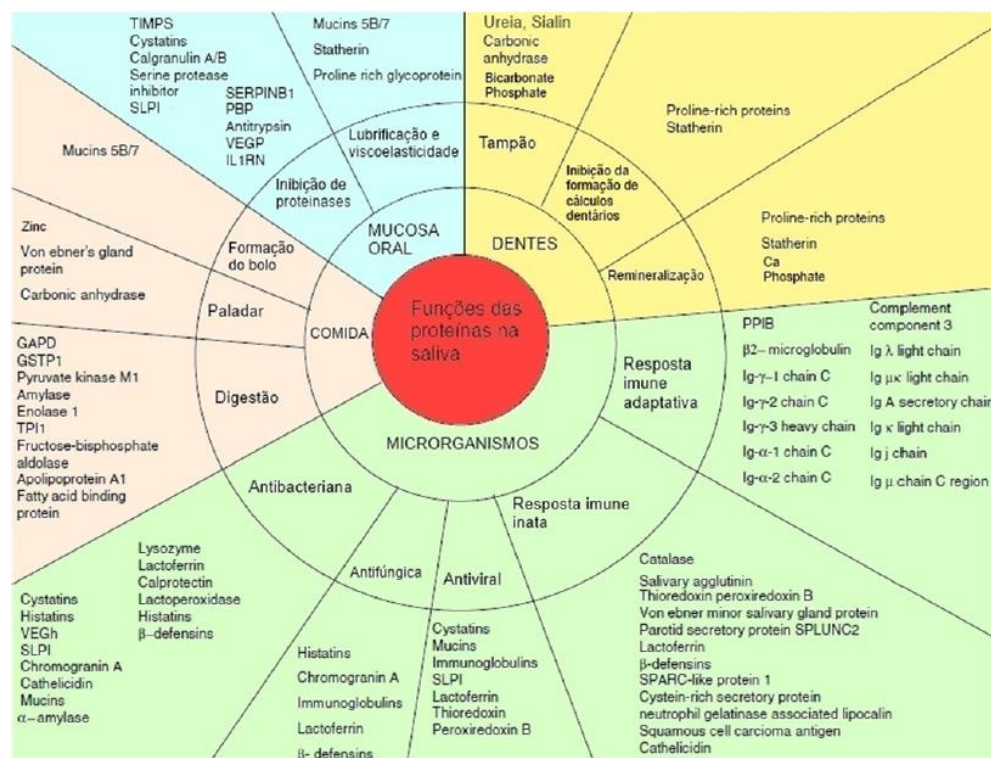 TIMPS
Cystatins
Calgranulin A/B
Serine protease
inhibitor
SLPI
SERPINB1
PBP
Antitrypsin
VEGP
IL1RN
Inibição de
proteinases
Mucins 5B/7
Statherin
Proline rich glycoprotein
Lubrificação e
viscoelasticidade
MUCOSA
ORAL
Ureia, Sialin
Carbonic
anhydrase
Bicarbonate
Phosphate
Tampão
Proline-rich proteins
Statherin
Inibição da
formação de
cálculos
dentários
DENTES
Proline-rich proteins
Statherin
Ca
Phosphate
Remineralização
Mucins 5B/7
Formação
do bolo
Zinc
Von ebner's gland
protein
Carbonic anhydrase
Paladar
COMIDA
GAPD
GSTP1
Pyruvate kinase M1
Amylase
Enolase 1
TPI1
Fructose-bisphosphate
aldolase
Apolipoprotein A1
Fatty acid binding
protein
Digestão
Funções das
proteínas na
saliva
MICRORGANISMOS
Resposta
imune
adaptativa
PPIB
β2– microglobulin
Ig-γ–1 chain C
Ig-γ-2 chain C
Ig-γ-3 heavy chain
Ig-α-1 chain C
Ig-α-2 chain C
Complement
component 3
Ig λ light chain
Ig μκ light chain
Ig A secretory chain
Ig κ light chain
Ig j chain
Ig μ chain C region
Resposta imune
inata
Catalase
Salivary agglutinin
Thioredoxin peroxiredoxin B
Von ebner minor salivary gland protein
Parotid secretory protein SPLUNC2
Lactoferrin
β-defensins
SPARC-like protein 1
Cystein-rich secretory protein
neutrophil gelatinase associated lipocalin
Squamous cell carcioma antigen
Cathelicidin
Antiviral
Cystatins
Mucins
Immunoglobulins
SLPI
Lactoferrin
Thioredoxin
Peroxiredoxin B
Antifúngica
Histatins
Chromogranin A
Immunoglobulins
Lactoferrin
β- defensins
Antibacteriana
Lysozyme
Lactoferrin
Calprotectin
Lactoperoxidase
Histatins
β–defensins
Cystatins
Histatins
VEGh
SLPI
Chromogranin A
Cathelicidin
Mucins
α–amylase